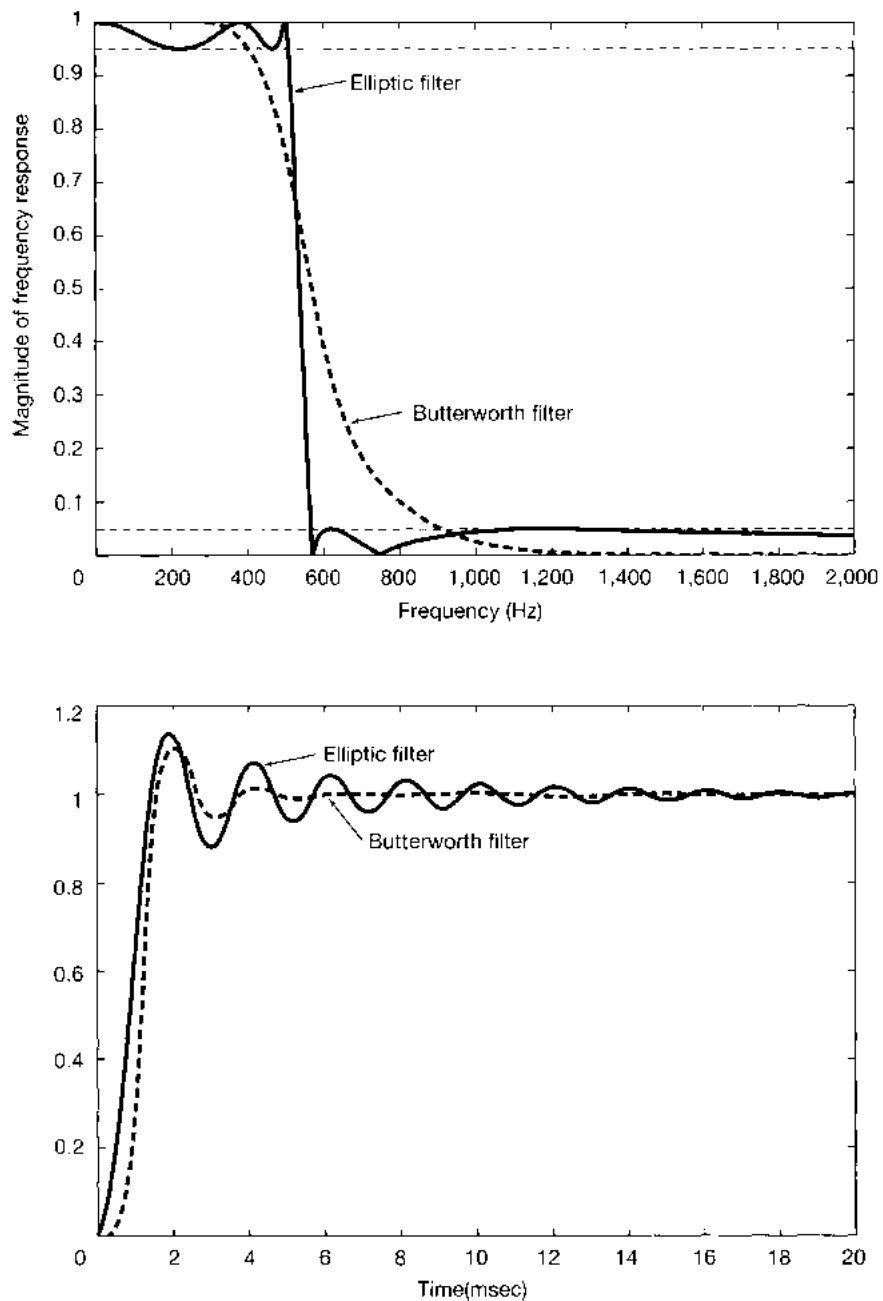 1
0.9
0.8
0.7
0.6
0.5
0.4
0.3
0.2
0.1
Magnitude of frequency response
Elliptic filter
Butterworth filter
0 200 400 600 800 1,000 1,200 1,400 1,600 1,800 2,000
Frequency (Hz)
1.2
1
0.8
0.6
0.4
0.2
Elliptic filter
Butterworth filter
0 2 4 6 8 10 12 14 16 18 20
Time(msec)